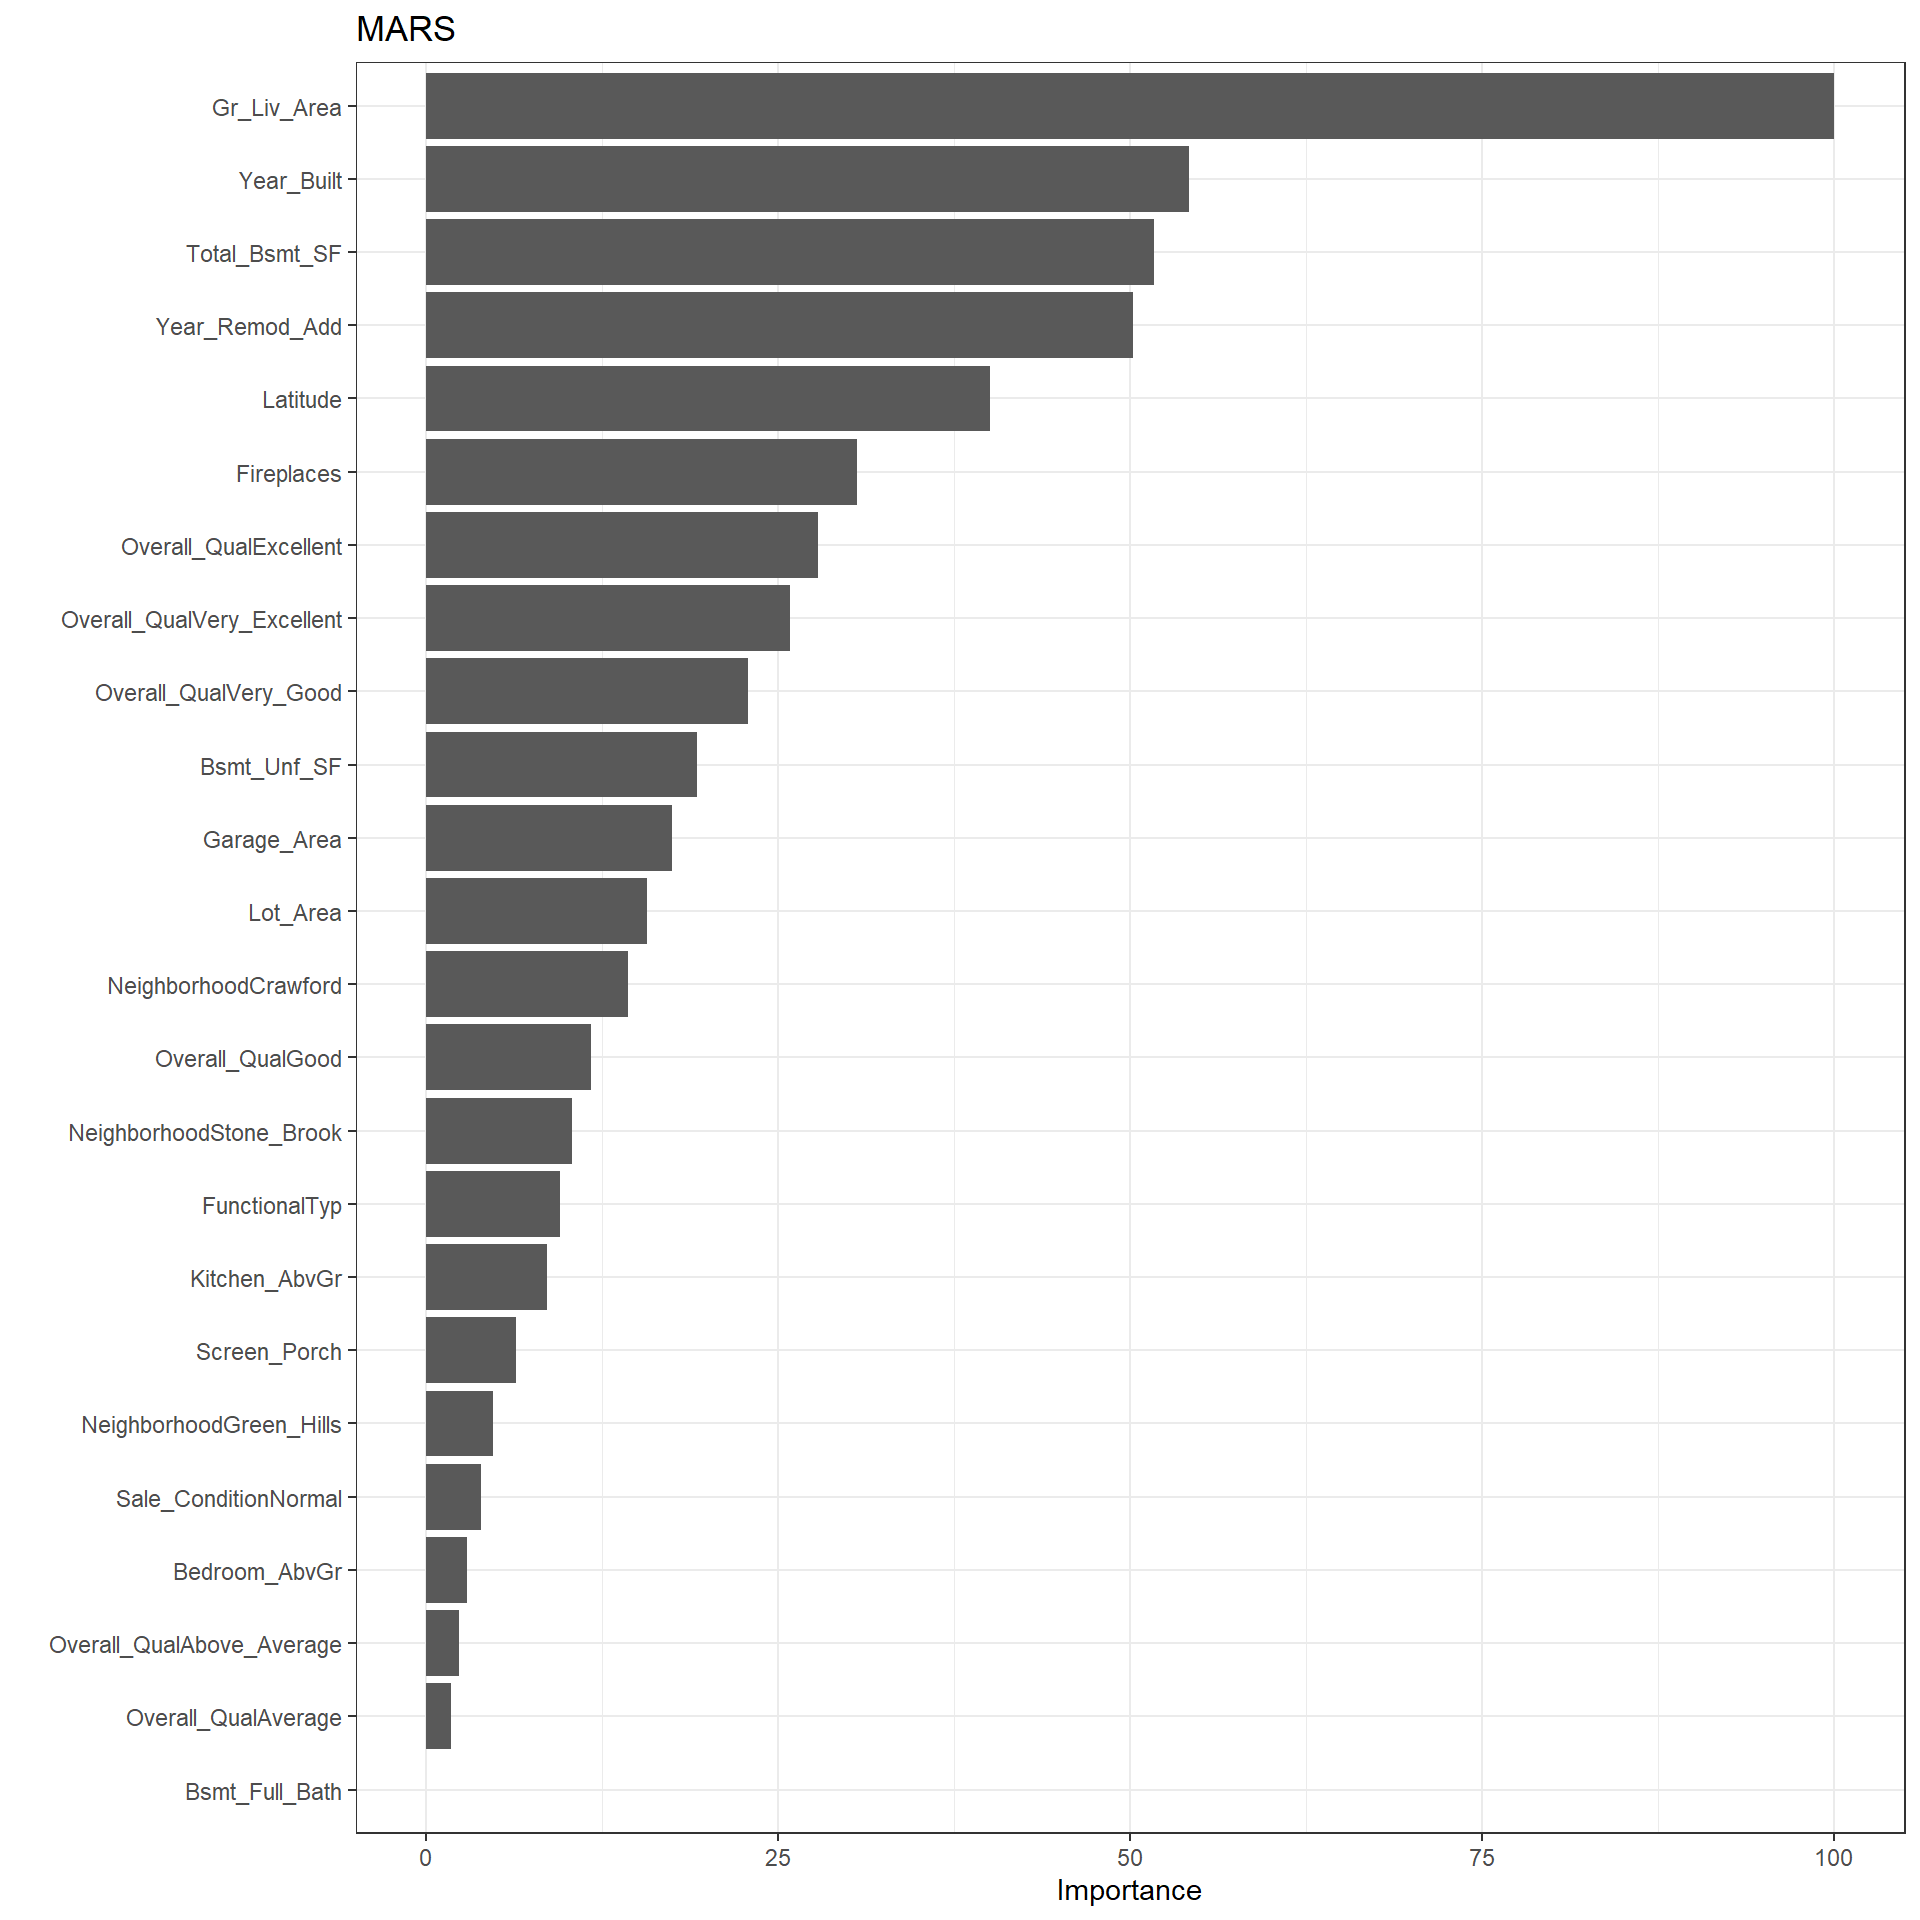 MARS
Gr_Liv_Area
Year_Built
Total_Bsmt_SF
Year_Remod_Add
Latitude
Fireplaces
Overall_QualExcellent
Overall_QualVery_Excellent
Overall_QualVery_Good
Bsmt_Unf_SF
Garage_Area
Lot_Area
NeighborhoodCrawford
Overall_QualGood
NeighborhoodStone_Brook
FunctionalTyp
Kitchen_AbvGr
Screen_Porch
NeighborhoodGreen_Hills
Sale_ConditionNormal
Bedroom_AbvGr
Overall_QualAbove_Average
Overall_QualAverage
Bsmt_Full_Bath
0 25 50 75 100
Importance